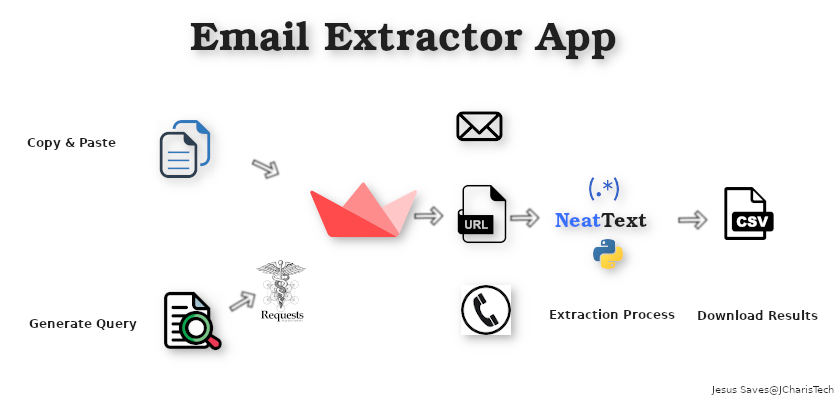 Email Extractor App
Copy & Paste
URL
(.*)
NeatText
CSV
Requests
Generate Query
Extraction Process
Download Results
Jesus Saves@JCharisTech